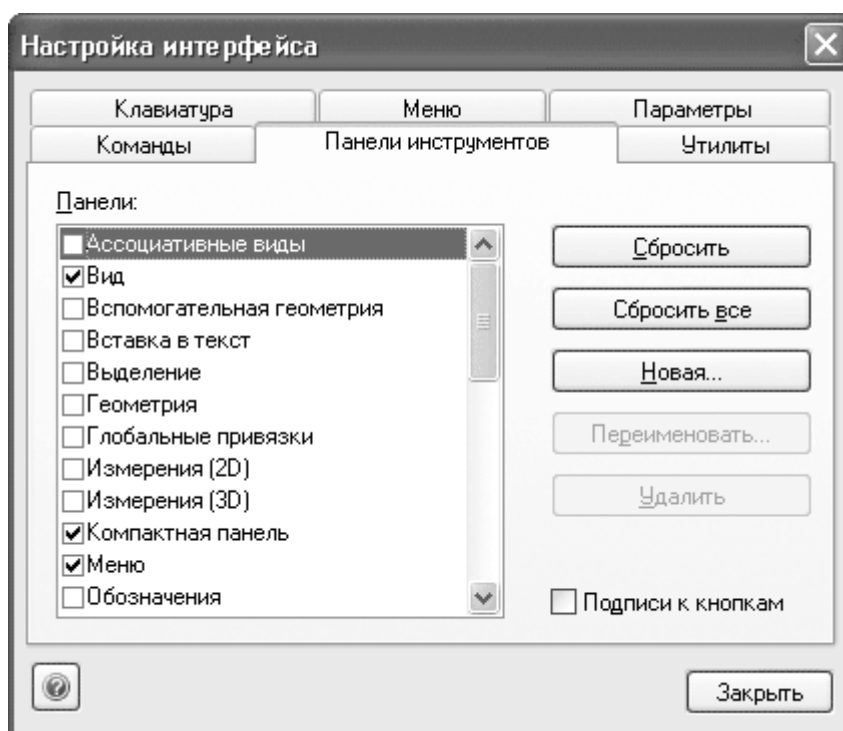 Настройка интерфейса
Клавиатура
Меню
Параметры
Команды
Панели инструментов
Утилиты
Панели:
Ассоциативные виды
Вид
Вспомогательная геометрия
Вставка в текст
Выделение
Геометрия
Глобальные привязки
Измерения (2D)
Измерения (3D)
Компактная панель
Меню
Обозначения
Сбросить
Сбросить все
Новая...
Переименовать...
Удалить
Подписи к кнопкам
Закрыть